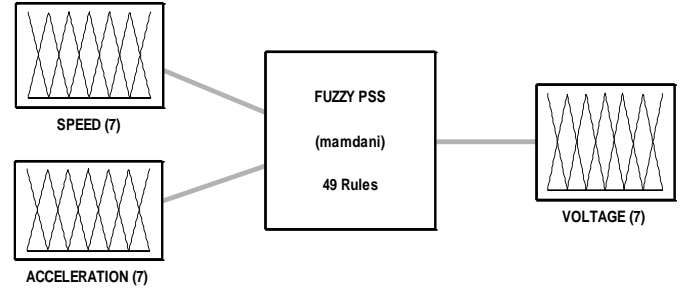 SPEED (7)
FUZZY PSS
(mamdani)
49 Rules
ACCELERATION (7)
VOLTAGE (7)